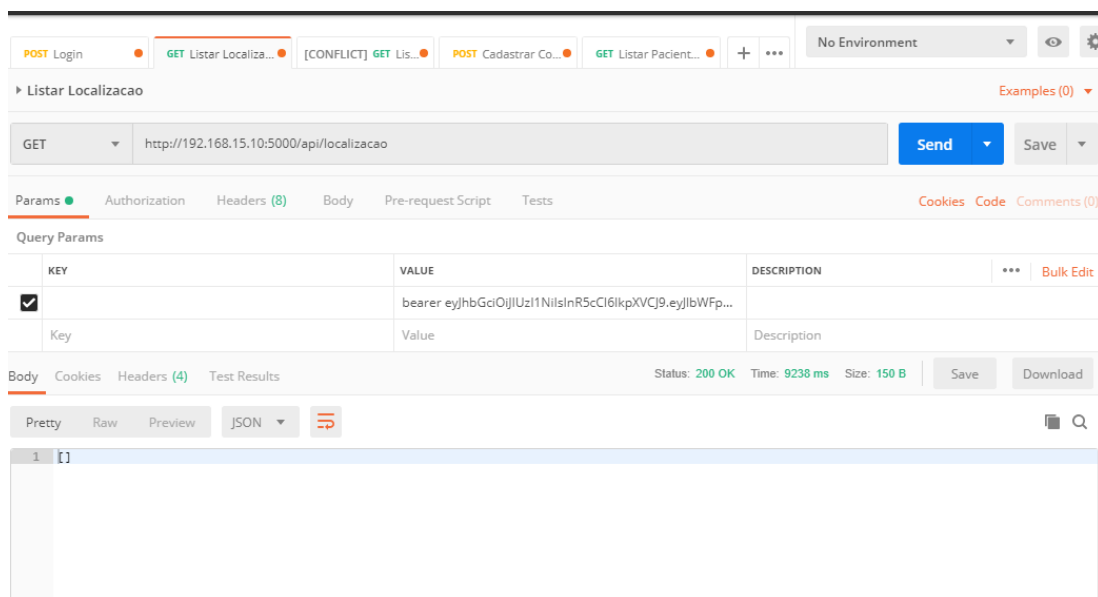 POST Login GET Listar Localiza... [CONFLICT] GET Lis... POST Cadastrar Co... GET Listar Pacient... + ••• No Environment
Listar Localizacao Examples (0)
GET http://192.168.15.10:5000/api/localizacao Send Save
Params Authorization Headers (8) Body Pre-request Script Tests Cookies Code Comments (0)
Query Params
KEY VALUE DESCRIPTION ••• Bulk Edit
bearer eyJhbGciOiJIUzI1NiIsInR5cCI6IkpXVCJ9.eyJlbWFp...
Key Value Description
Body Cookies Headers (4) Test Results Status: 200 OK Time: 9238 ms Size: 150 B Save Download
Pretty Raw Preview JSON
1 []